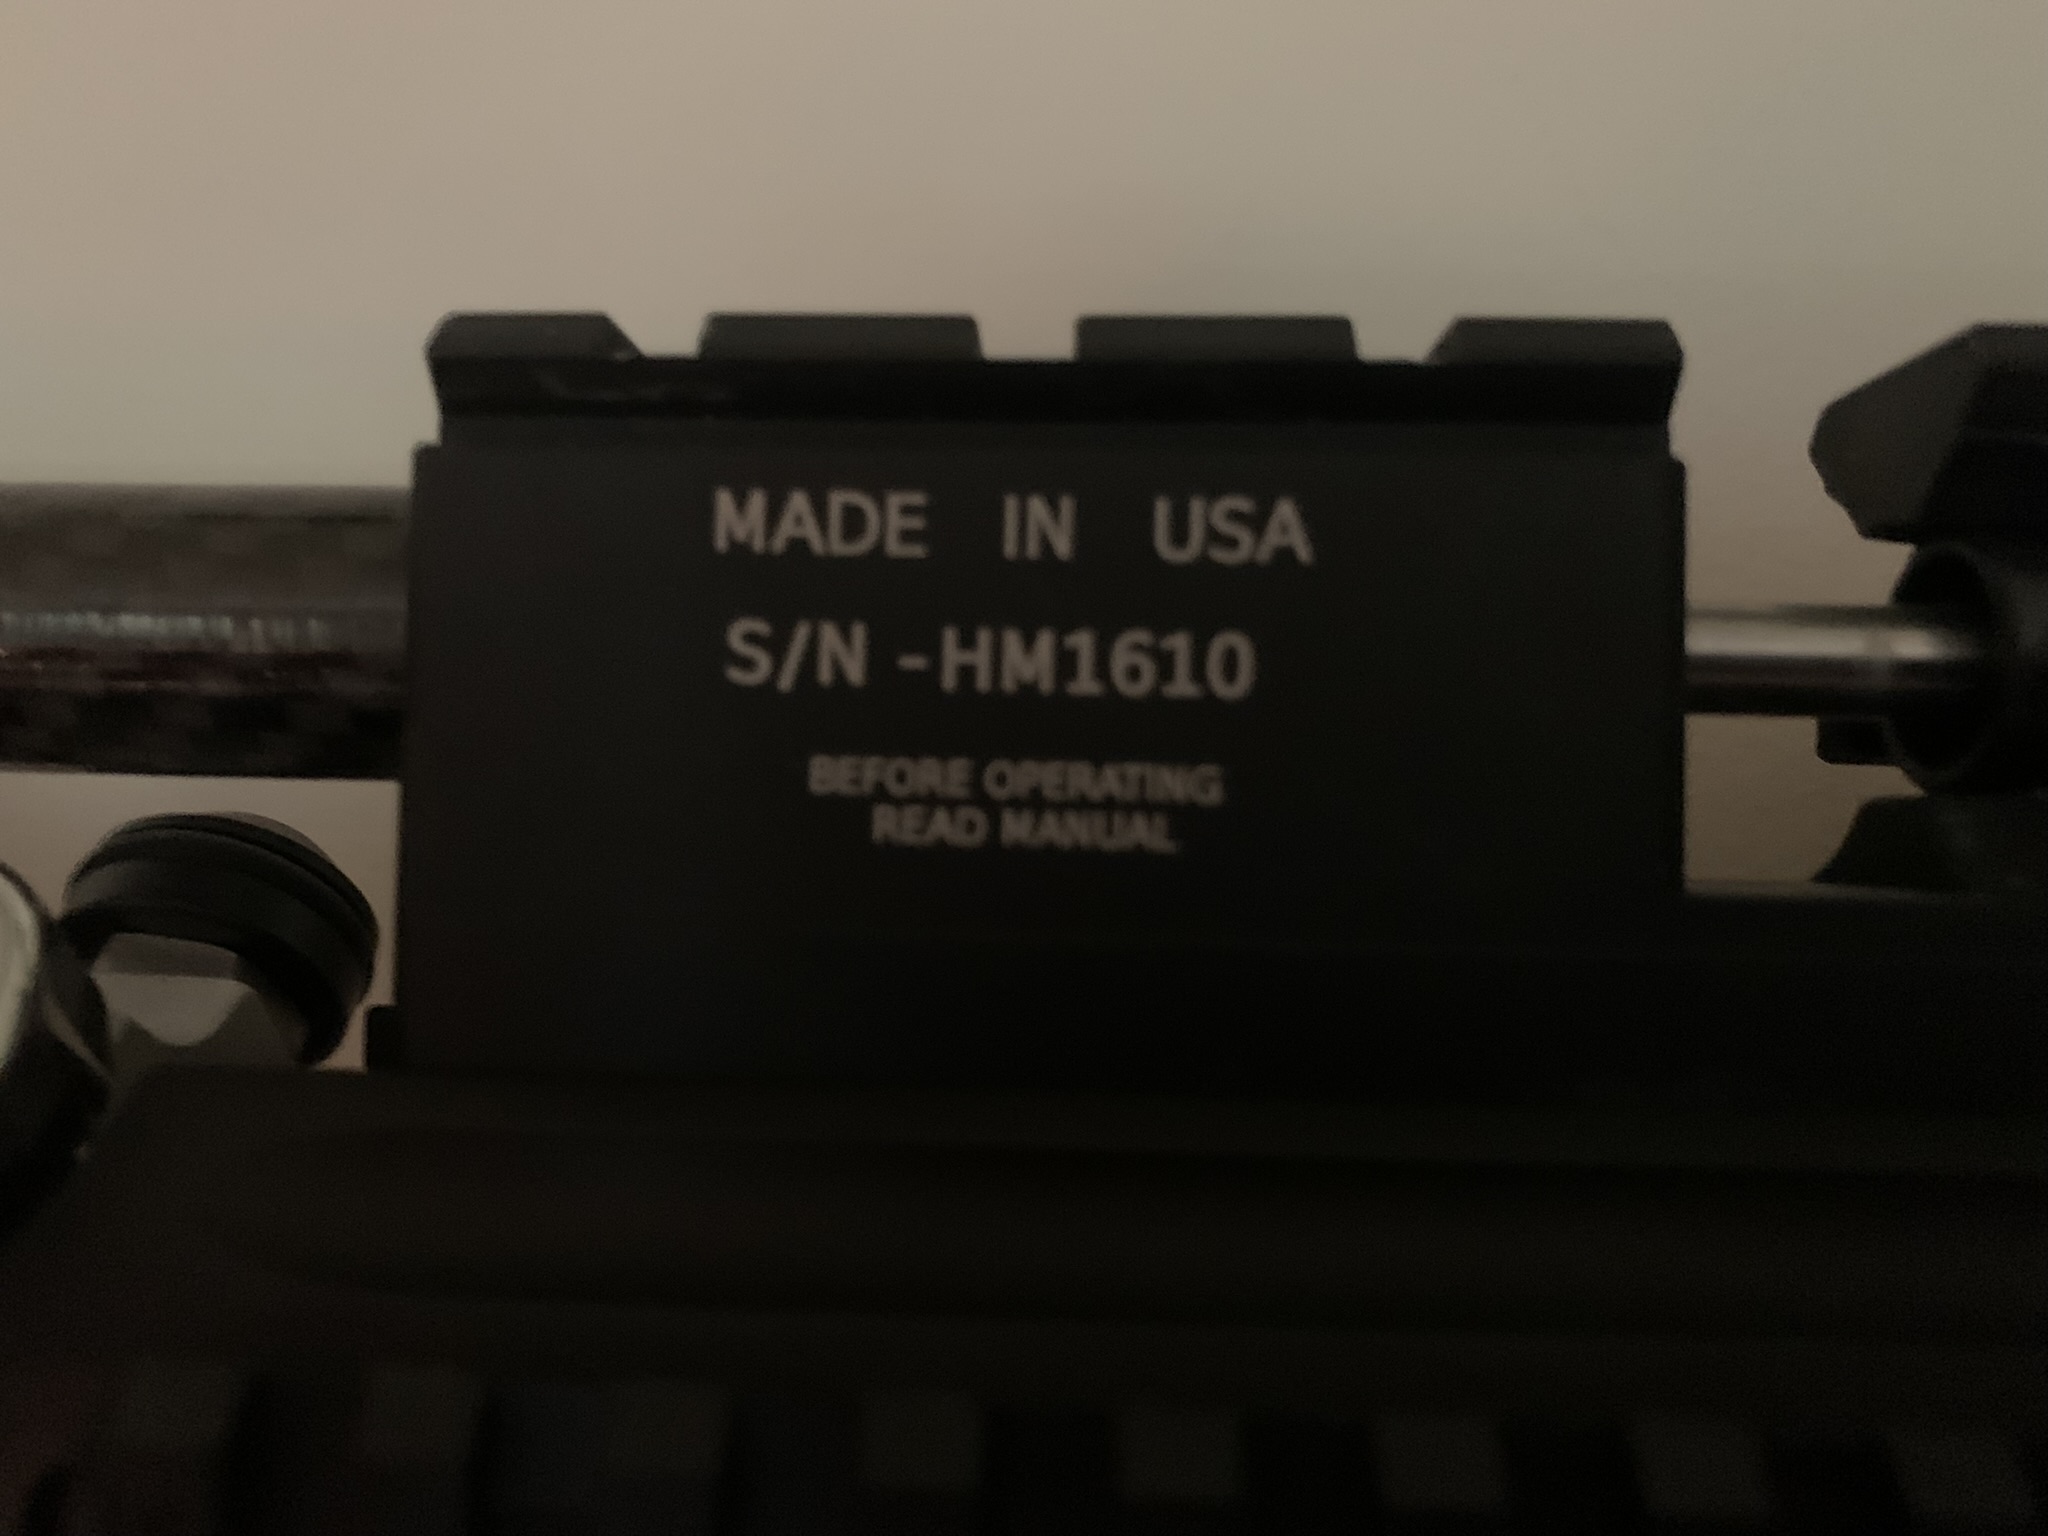 MADE IN USA
S/N -HM1610
BEFORE OPERATING
READ MANUAL